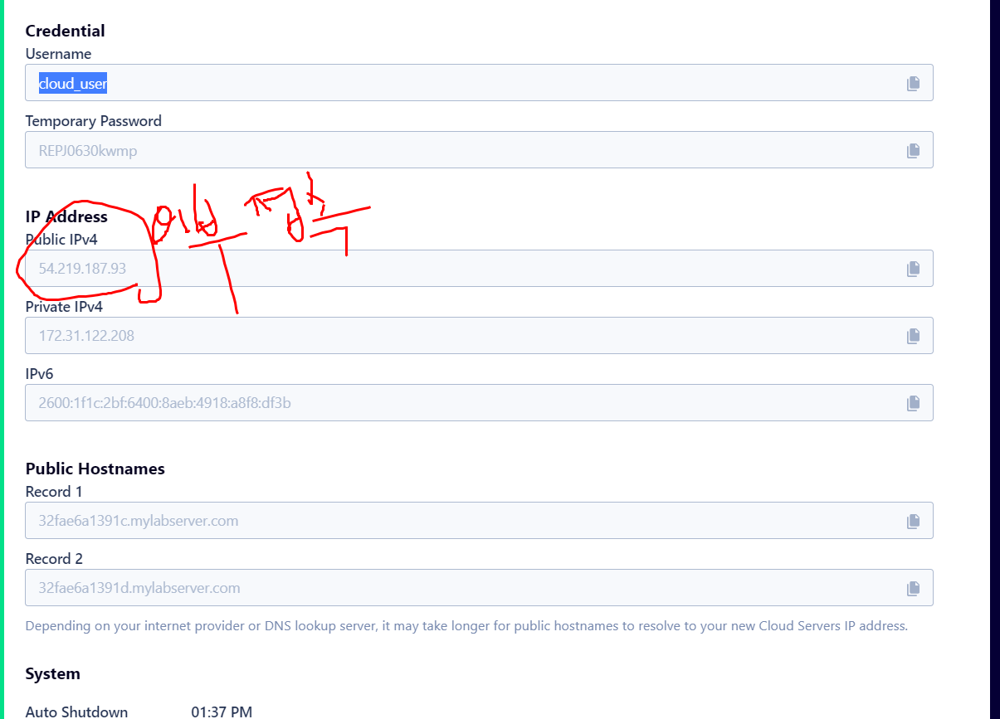 Credential
Username
cloud_user
Temporary Password
REPJ0630kwmp
IP Address
Public IPv4
54.219.187.93
Private IPv4
172.31.122.208
IPv6
2600:1f1c:2bf:6400:8aeb:4918:a8f8:df3b
Public Hostnames
Record 1
32fae6a1391c.mylabserver.com
Record 2
32fae6a1391d.mylabserver.com
Depending on your internet provider or DNS lookup server, it may take longer for public hostnames to resolve to your new Cloud Servers IP address.
System
Auto Shutdown 01:37 PM